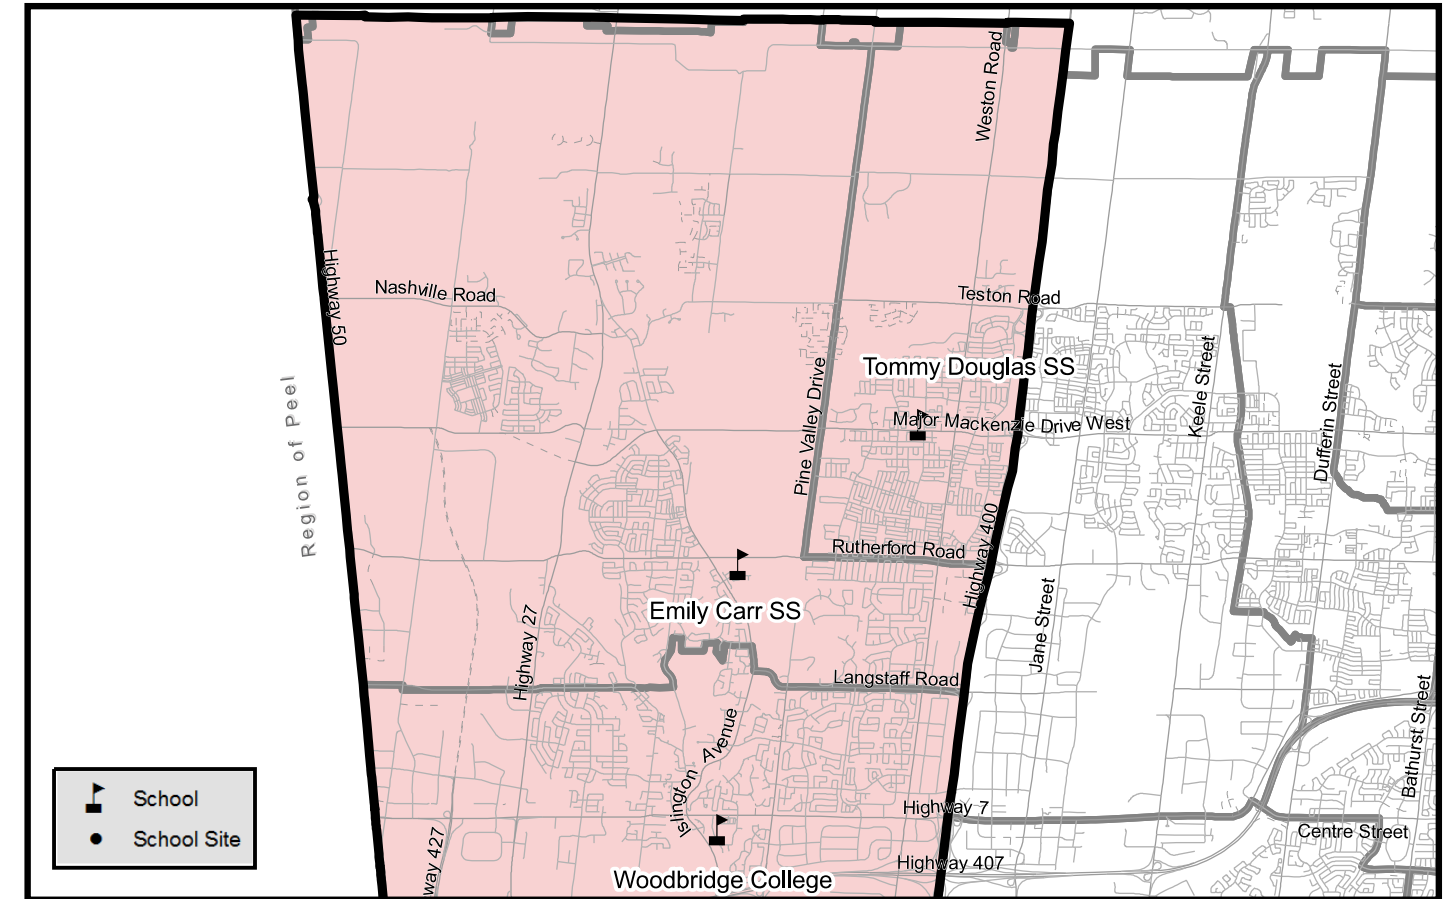 Weston Road
Highway 50
Nashville Road
Teston Road
Tommy Douglas SS
Pine Valley Drive
Major Mackenzie Drive West
Keele Street
Dufferin Street
Region of Peel
Rutherford Road
Highway 400
Emily Carr SS
Highway 27
Jane Street
Langstaff Road
Bathurst Street
Islington Avenue
Highway 7
Centre Street
way 427
Highway 407
Woodbridge College
School
School Site